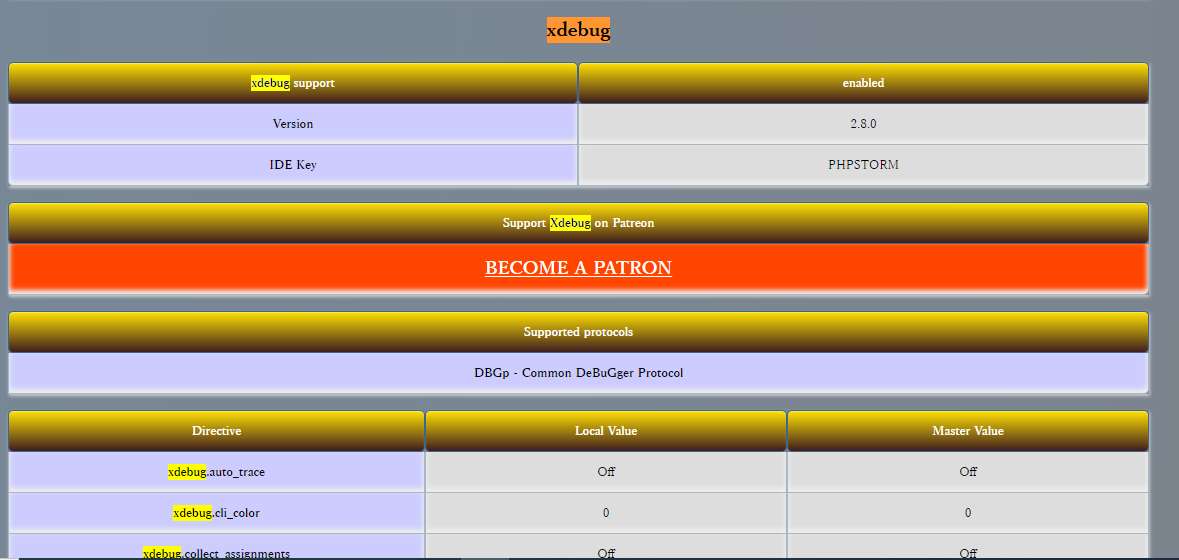 xdebug
xdebug support enabled
Version 2.8.0
IDE Key PHPSTORM
Support Xdebug on Patreon
BECOME A PATRON
Supported protocols
DBGp - Common DeBuGger Protocol
Directive Local Value Master Value
xdebug.auto_trace Off Off
xdebug.cli_color 0 0
xdebug.collect_assignments Off Off